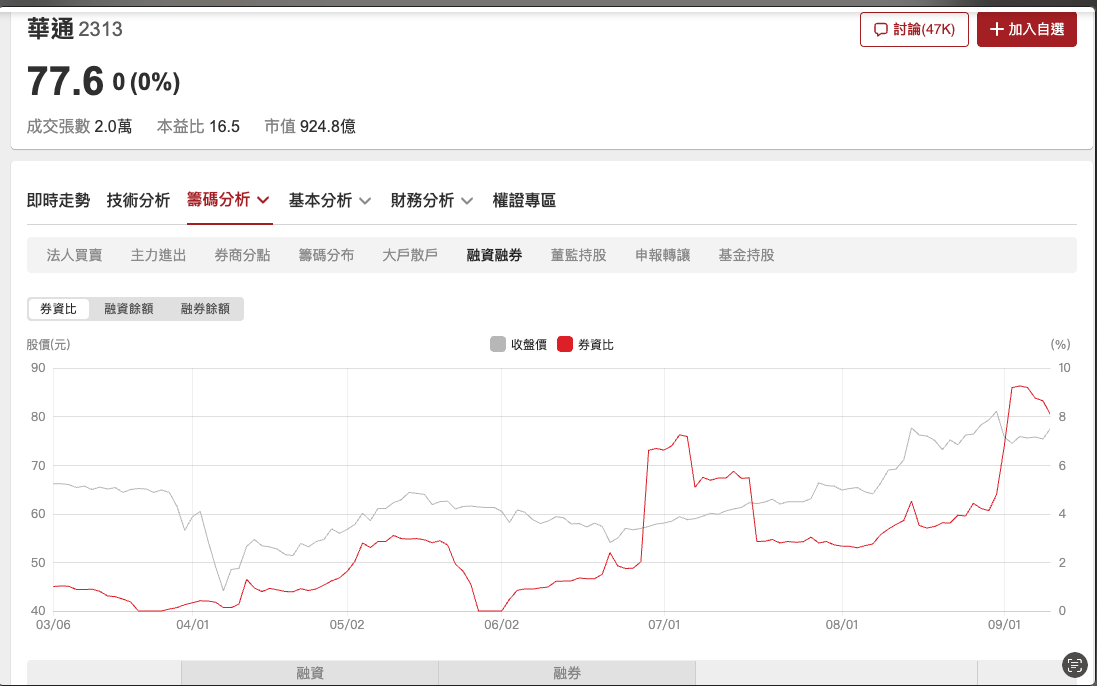 華通 2313
討論(47K)
加入自選
77.6 0 (0%)
成交張數 2.0萬 本益比 16.5 市值 924.8億
即時走勢 技術分析 籌碼分析 基本分析 財務分析 權證專區
法人買賣 主力進出 券商分點 籌碼分布 大戶散戶 融資融券 董監持股 申報轉讓 基金持股
券資比 融資餘額 融券餘額
股價(元) 收盤價 券資比 (%)
90 10
80 8
70 6
60 4
50 2
40 0
03/06 04/01 05/02 06/02 07/01 08/01 09/01
融資 融券